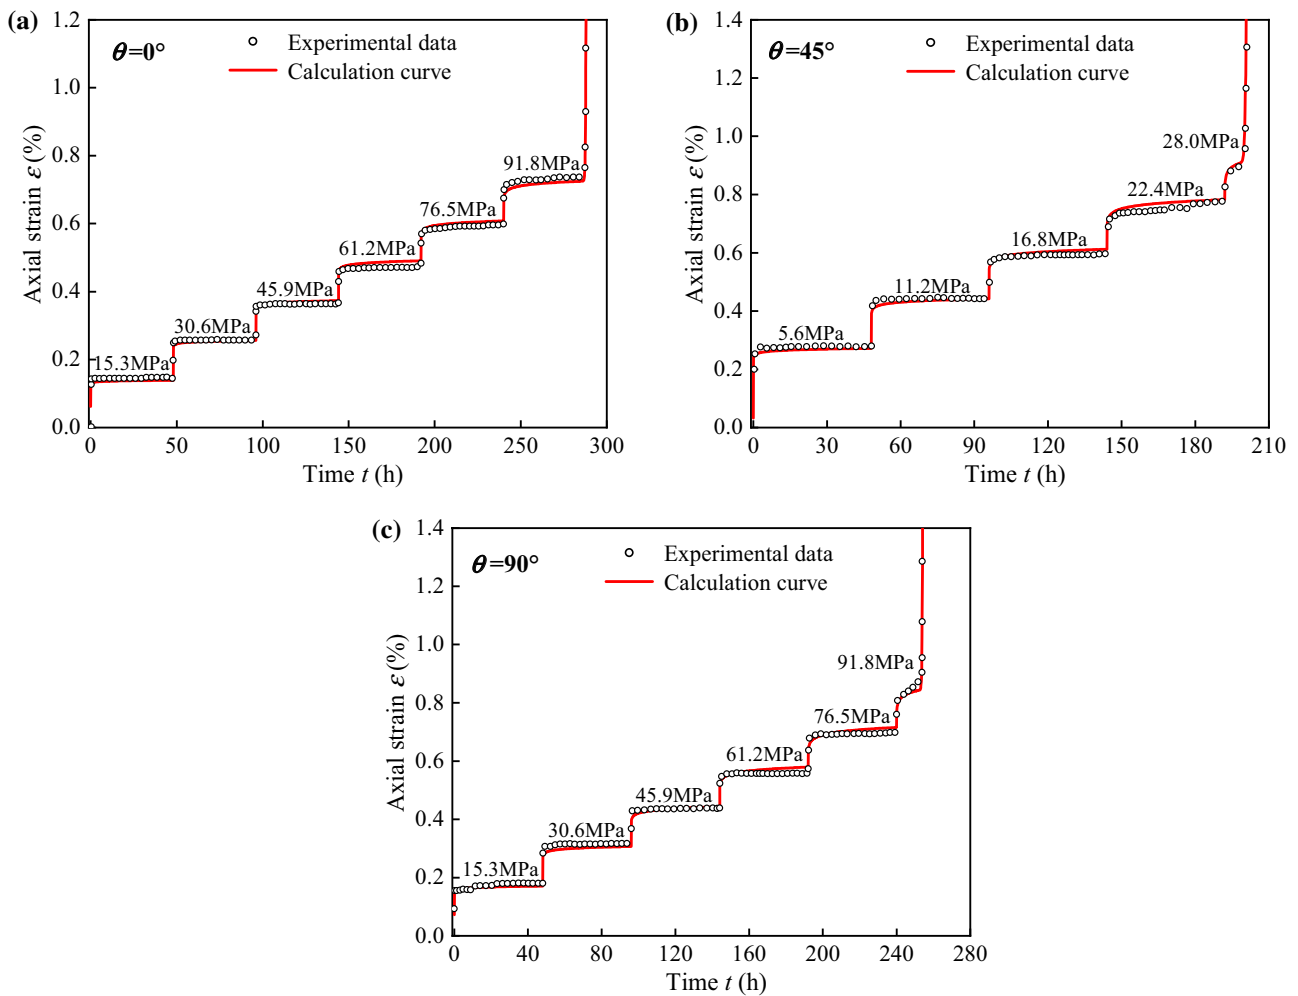 (a)
θ=0°
Experimental data
Calculation curve
1.2
1.0
0.8
0.6
0.4
0.2
0.0
Axial strain ε (%)
91.8MPa
76.5MPa
61.2MPa
45.9MPa
30.6MPa
15.3MPa
0 50 100 150 200 250 300
Time t (h)
(b)
θ=45°
Experimental data
Calculation curve
1.4
1.2
1.0
0.8
0.6
0.4
0.2
0.0
Axial strain ε (%)
28.0MPa
22.4MPa
16.8MPa
11.2MPa
5.6MPa
0 30 60 90 120 150 180 210
Time t (h)
(c)
θ=90°
Experimental data
Calculation curve
1.4
1.2
1.0
0.8
0.6
0.4
0.2
0.0
Axial strain ε (%)
91.8MPa
76.5MPa
61.2MPa
45.9MPa
30.6MPa
15.3MPa
0 40 80 120 160 200 240 280
Time t (h)